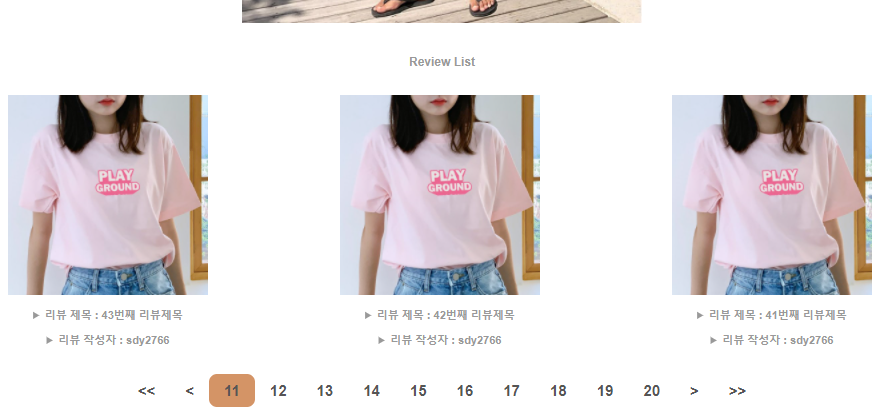 Review List
PLAY
GROUND
PLAY
GROUND
PLAY
GROUND
▶ 리뷰 제목 : 43번째 리뷰제목
▶ 리뷰 작성자 : sdy2766
▶ 리뷰 제목 : 42번째 리뷰제목
▶ 리뷰 작성자 : sdy2766
▶ 리뷰 제목 : 41번째 리뷰제목
▶ 리뷰 작성자 : sdy2766
<< < 11 12 13 14 15 16 17 18 19 20 > >>